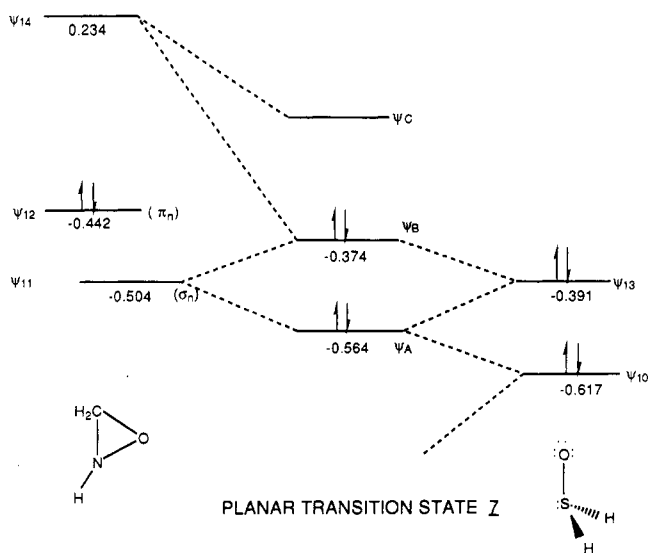 Ψ14
0.234
ΨC
Ψ12
(πn)
-0.442
ΨB
-0.374
Ψ11
-0.504
(σn)
Ψ13
-0.391
-0.564
ΨA
Ψ10
-0.617
H2C
O
N
H
:O:
:S
H
H
PLANAR TRANSITION STATE 7